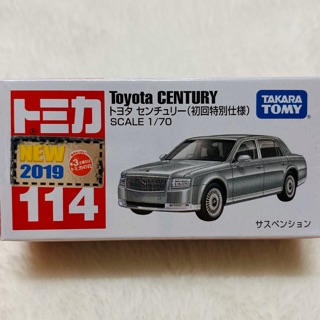 トミカ
Toyota CENTURY
トヨタ センチュリー(初回特別仕様)
SCALE 1/70
TAKARA
TOMY
NEW
2019
114
サスペンション